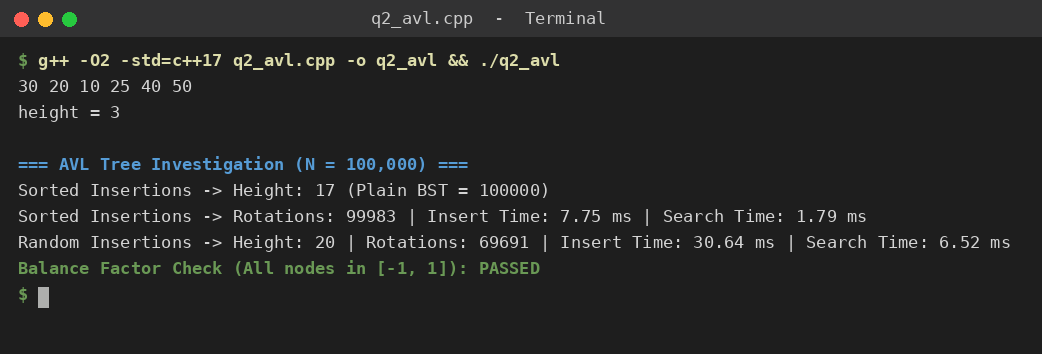 q2_avl.cpp - Terminal
$ g++ -O2 -std=c++17 q2_avl.cpp -o q2_avl && ./q2_avl
30 20 10 25 40 50
height = 3
=== AVL Tree Investigation (N = 100,000) ===
Sorted Insertions -> Height: 17 (Plain BST = 100000)
Sorted Insertions -> Rotations: 99983 | Insert Time: 7.75 ms | Search Time: 1.79 ms
Random Insertions -> Height: 20 | Rotations: 69691 | Insert Time: 30.64 ms | Search Time: 6.52 ms
Balance Factor Check (All nodes in [-1, 1]): PASSED
$